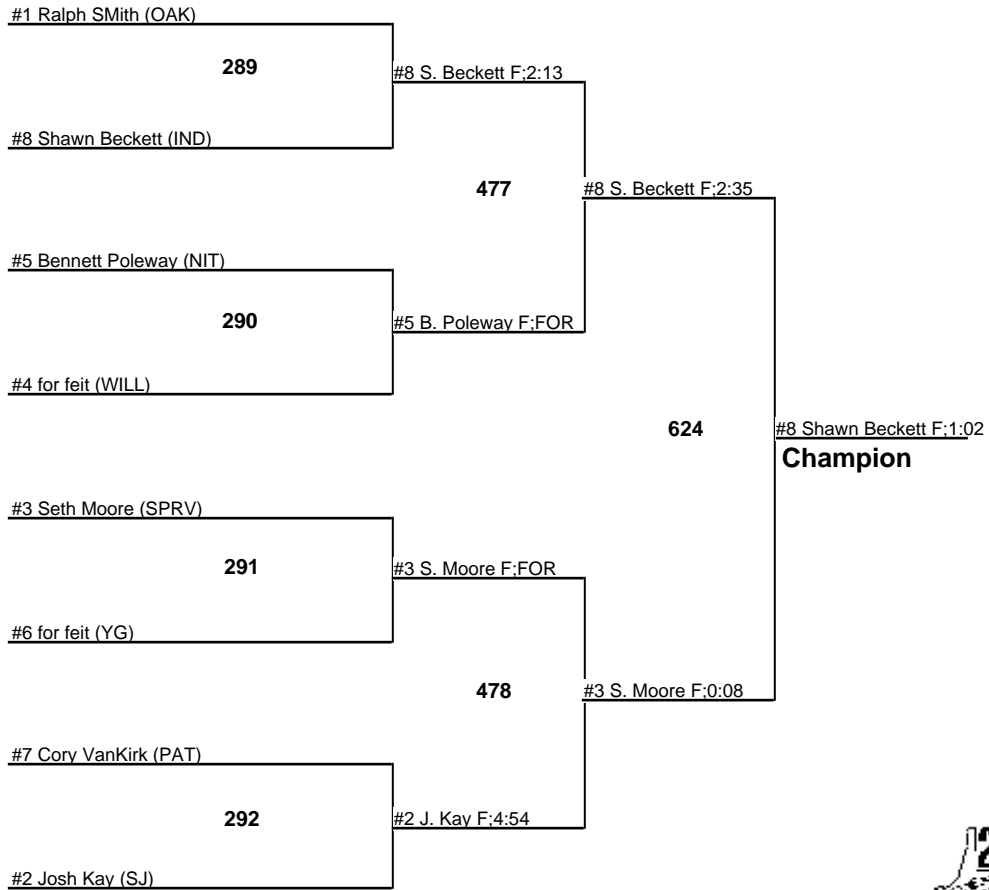 #1 Ralph SMith (OAK)
289
#8 S. Beckett F;2:13
#8 Shawn Beckett (IND)
477
#8 S. Beckett F;2:35
#5 Bennett Poleway (NIT)
290
#5 B. Poleway F;FOR
#4 for feit (WILL)
624
#8 Shawn Beckett F;1:02
Champion
#3 Seth Moore (SPRV)
291
#3 S. Moore F;FOR
#6 for feit (YG)
478
#3 S. Moore F;0:08
#7 Cory VanKirk (PAT)
292
#2 J. Kay F;4:54
#2 Josh Kay (SJ)